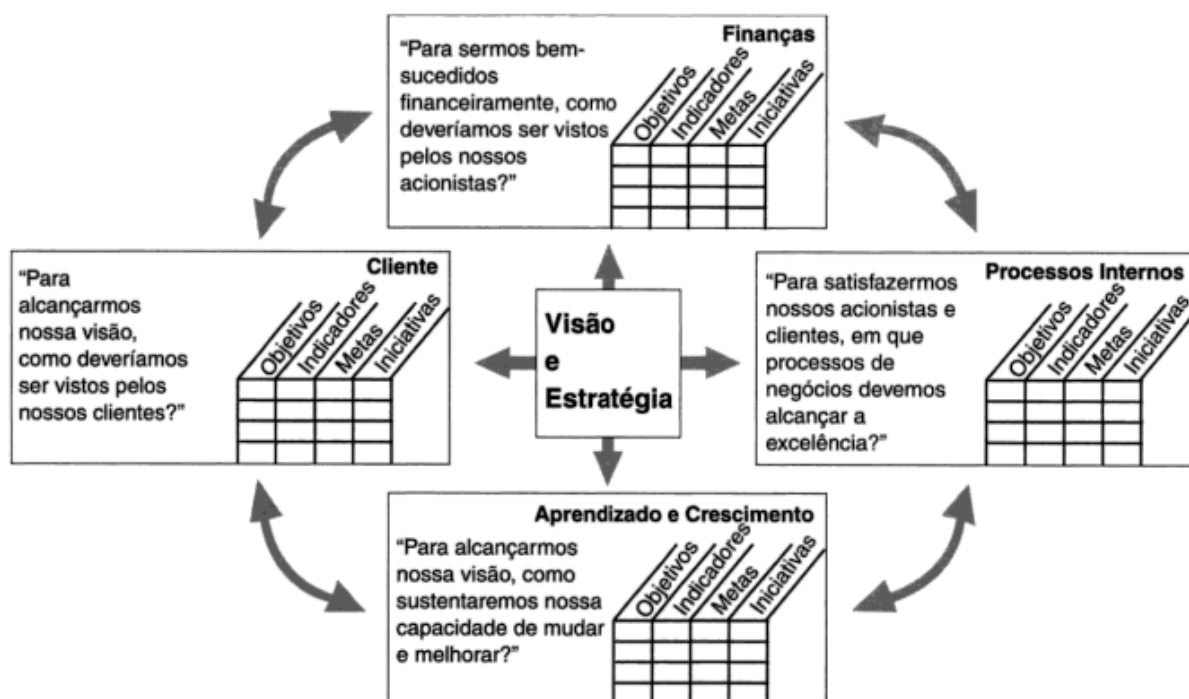 Finanças
“Para sermos bem-
sucedidos
financeiramente, como
deveríamos ser vistos
pelos nossos
acionistas?”
Objetivos
Indicadores
Metas
Iniciativas
Cliente
“Para
alcançarmos
nossa visão,
como deveríamos
ser vistos pelos
nossos clientes?”
Objetivos
Indicadores
Metas
Iniciativas
Visão
e
Estratégia
Processos Internos
“Para satisfazermos
nossos acionistas e
clientes, em que
processos de
negócios devemos
alcançar a
excelência?”
Objetivos
Indicadores
Metas
Iniciativas
Aprendizado e Crescimento
“Para alcançarmos
nossa visão, como
sustentaremos nossa
capacidade de mudar
e melhorar?”
Objetivos
Indicadores
Metas
Iniciativas